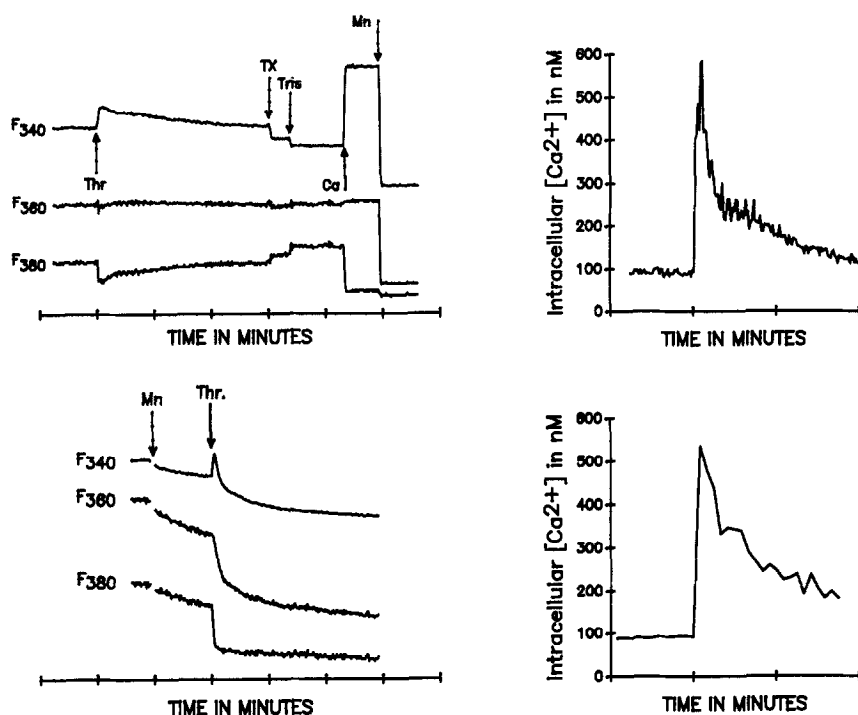 Mn
TX
Tris
F340
Thr
Ca
F360
F380
TIME IN MINUTES
Intracellular [Ca2+] in nM
600
500
400
300
200
100
0
TIME IN MINUTES
Mn
Thr.
F340
F360
F380
TIME IN MINUTES
Intracellular [Ca2+] in nM
600
500
400
300
200
100
0
TIME IN MINUTES